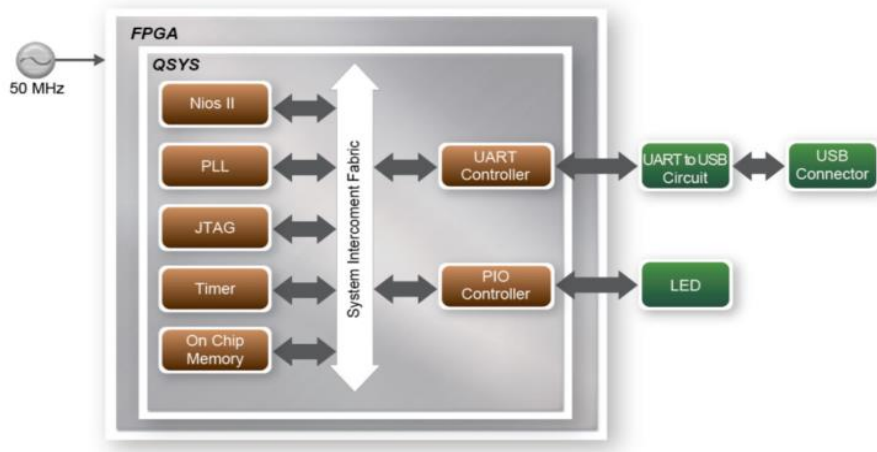 FPGA
QSYS
50 MHz
Nios II
PLL
JTAG
Timer
On Chip
Memory
System Intercoment Fabric
UART
Controller
PIO
Controller
UART to USB
Circuit
USB
Connector
LED